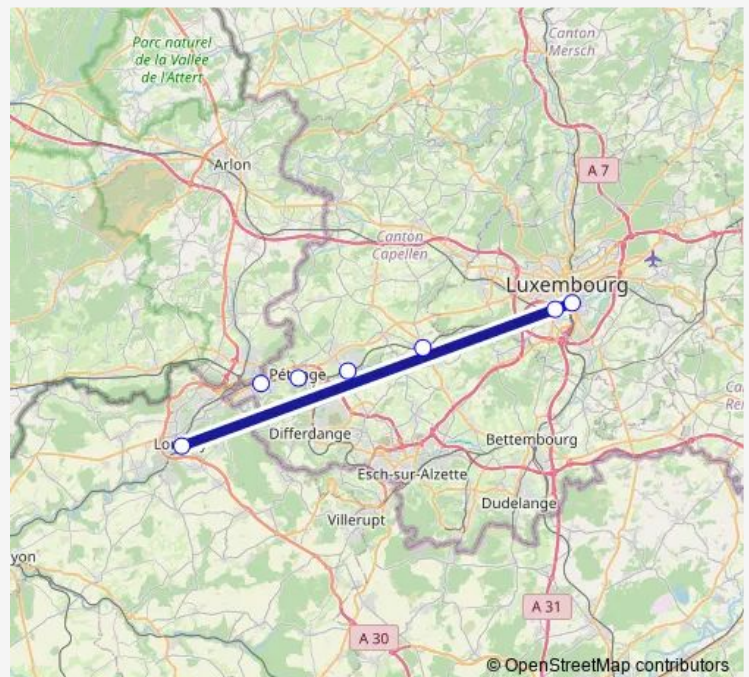 Canton
Mersch
Parc naturel
de la Vallée
de l'Attert
Arlon
A 7
Canton
Capellen
Luxembourg
Differdange
Bettembourg
Esch-sur-Alzette
Dudelange
Villerupt
yon
A 31
A 30
© OpenStreetMap contributors